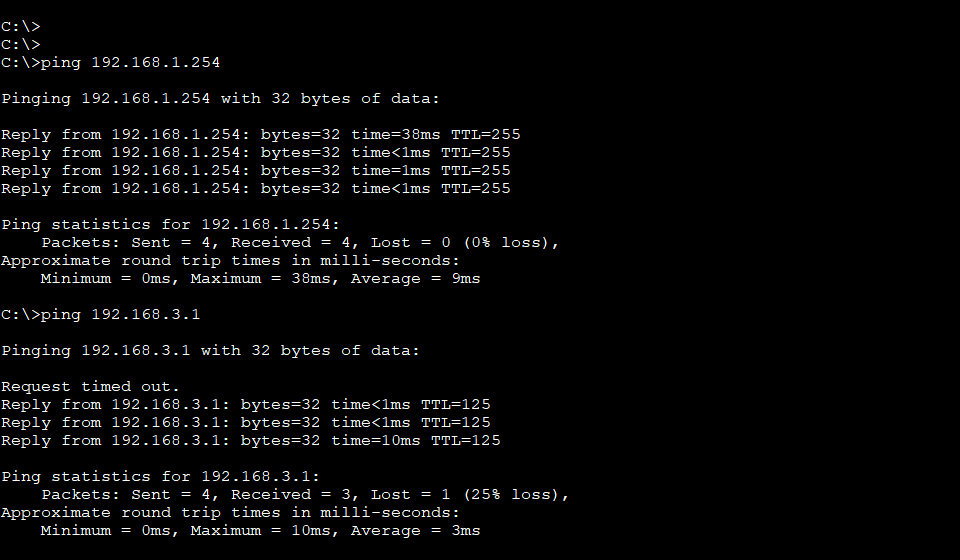 C:\>
C:\>
C:\>ping 192.168.1.254
Pinging 192.168.1.254 with 32 bytes of data:
Reply from 192.168.1.254: bytes=32 time=38ms TTL=255
Reply from 192.168.1.254: bytes=32 time<1ms TTL=255
Reply from 192.168.1.254: bytes=32 time=1ms TTL=255
Reply from 192.168.1.254: bytes=32 time<1ms TTL=255
Ping statistics for 192.168.1.254:
    Packets: Sent = 4, Received = 4, Lost = 0 (0% loss),
Approximate round trip times in milli-seconds:
    Minimum = 0ms, Maximum = 38ms, Average = 9ms
C:\>ping 192.168.3.1
Pinging 192.168.3.1 with 32 bytes of data:
Request timed out.
Reply from 192.168.3.1: bytes=32 time<1ms TTL=125
Reply from 192.168.3.1: bytes=32 time<1ms TTL=125
Reply from 192.168.3.1: bytes=32 time=10ms TTL=125
Ping statistics for 192.168.3.1:
    Packets: Sent = 4, Received = 3, Lost = 1 (25% loss),
Approximate round trip times in milli-seconds:
    Minimum = 0ms, Maximum = 10ms, Average = 3ms